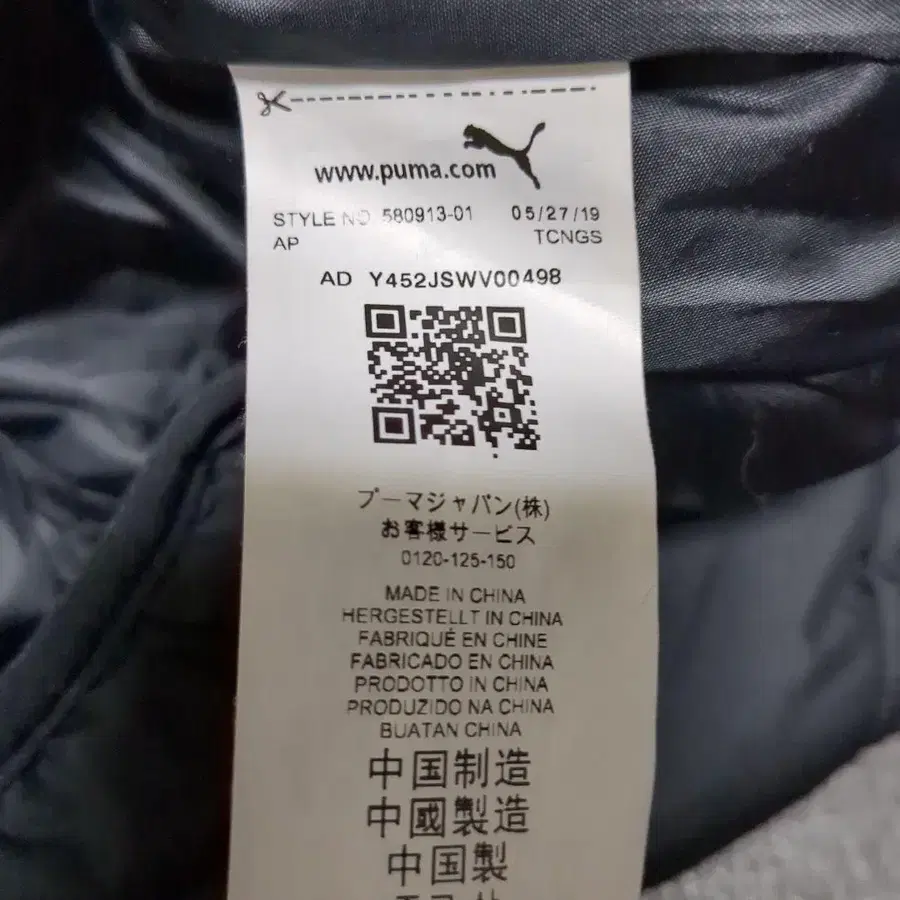 www.puma.com
STYLE NO 580913-01 05/27/19
AP TCNGS
AD Y452JSWV00498
プーマジャパン(株)
お客様サービス
0120-125-150
MADE IN CHINA
HERGESTELLT IN CHINA
FABRIQUÉ EN CHINE
FABRICADO EN CHINA
PRODOTTO IN CHINA
PRODUZIDO NA CHINA
BUATAN CHINA
中国制造
中國製造
中国製